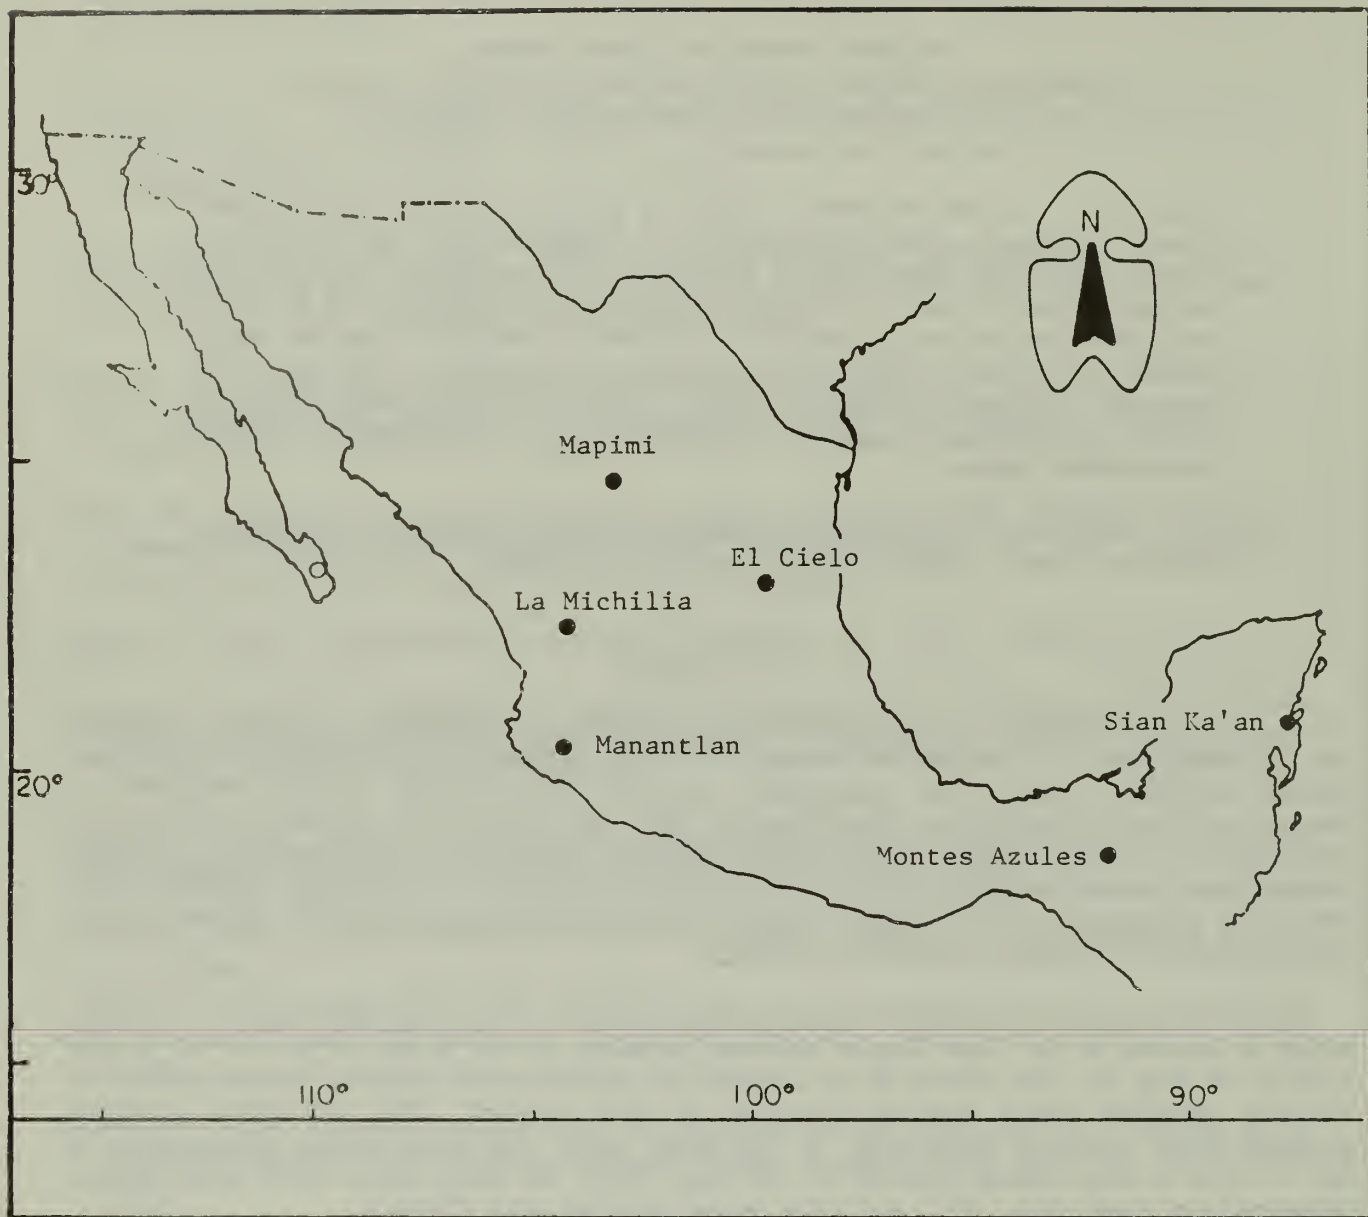 30°
N
Mapimi
El Cielo
La Michilia
Sian Ka'an
Manantlan
20°
Montes Azules
110°
100°
90°